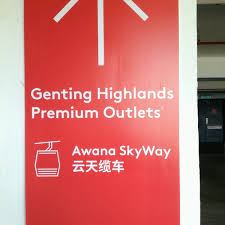 Genting Highlands
Premium Outlets
Awana SkyWay
云天缆车